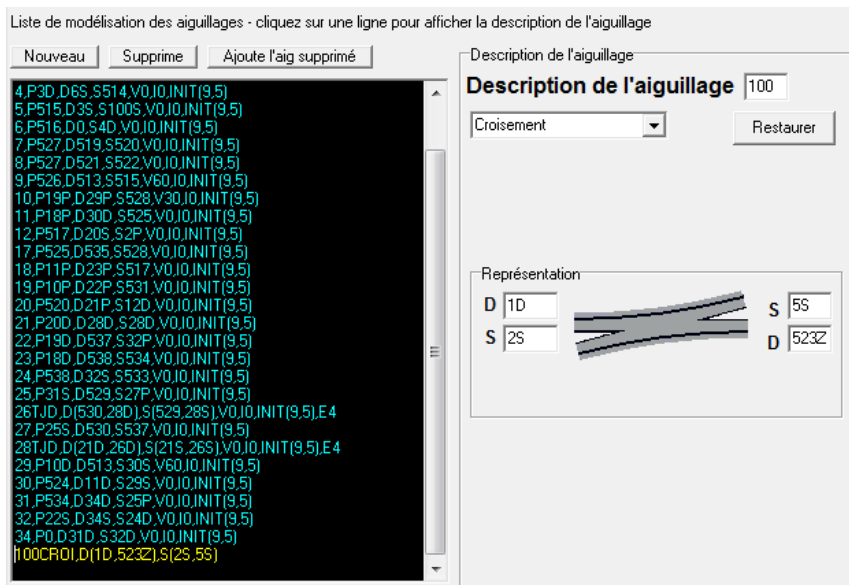 Liste de modélisation des aiguillages - cliquez sur une ligne pour afficher la description de l'aiguillage
Nouveau Supprime Ajoute l'aig supprimé
4,P3D,D6S,S514,V0,I0,INIT(9,5)
5,P515,D3S,S100S,V0,I0,INIT(9,5)
6,P516,D0,S4D,V0,I0,INIT(9,5)
7,P527,D519,S520,V0,I0,INIT(9,5)
8,P527,D521,S522,V0,I0,INIT(9,5)
9,P526,D513,S515,V60,I0,INIT(9,5)
10,P19P,D29P,S528,V30,I0,INIT(9,5)
11,P18P,D30D,S525,V0,I0,INIT(9,5)
12,P517,D20S,S2P,V0,I0,INIT(9,5)
17,P525,D535,S528,V0,I0,INIT(9,5)
18,P11P,D23P,S517,V0,I0,INIT(9,5)
19,P10P,D22P,S531,V0,I0,INIT(9,5)
20,P520,D21P,S12D,V0,I0,INIT(9,5)
21,P20D,D28D,S28D,V0,I0,INIT(9,5)
22,P19D,D537,S32P,V0,I0,INIT(9,5)
23,P18D,D538,S534,V0,I0,INIT(9,5)
24,P538,D32S,S533,V0,I0,INIT(9,5)
25,P31S,D529,S27P,V0,I0,INIT(9,5)
26TJD,D(530,28D),S(529,28S),V0,I0,INIT(9,5),E4
27,P25S,D530,S537,V0,I0,INIT(9,5)
28TJD,D(21D,26D),S(21S,26S),V0,I0,INIT(9,5),E4
29,P10D,D513,S30S,V60,I0,INIT(9,5)
30,P524,D11D,S29S,V0,I0,INIT(9,5)
31,P534,D34D,S25P,V0,I0,INIT(9,5)
32,P22S,D34S,S24D,V0,I0,INIT(9,5)
34,P0,D31D,S32D,V0,I0,INIT(9,5)
100CROI,D(1D,523Z),S(2S,5S)
Description de l'aiguillage
Description de l'aiguillage 100
Croisement Restaurer
Représentation
D 1D S 5S
S 2S D 523Z